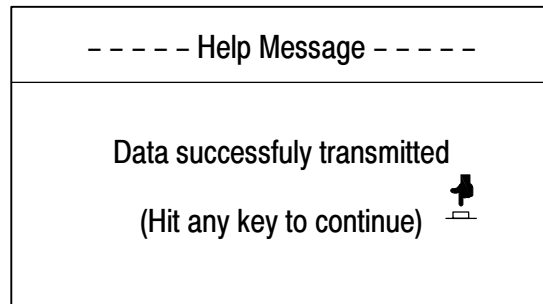 – – – – – Help Message – – – – –
Data successfuly transmitted
(Hit any key to continue)